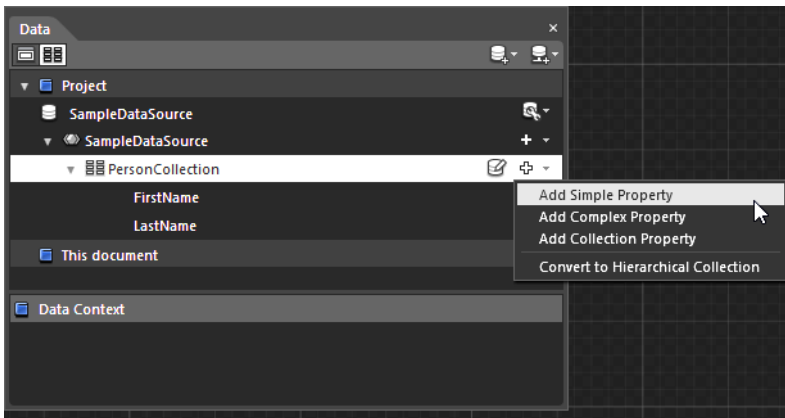 Data
Project
SampleDataSource
SampleDataSource
PersonCollection
FirstName
Add Simple Property
LastName
Add Complex Property
Add Collection Property
This document
Convert to Hierarchical Collection
Data Context